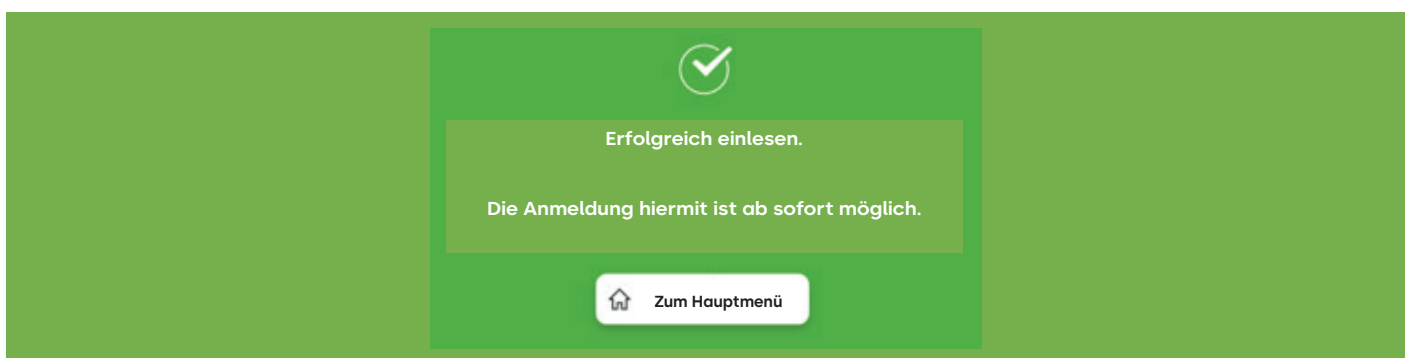 Erfolgreich einlesen.
Die Anmeldung hiermit ist ab sofort möglich.
Zum Hauptmenü